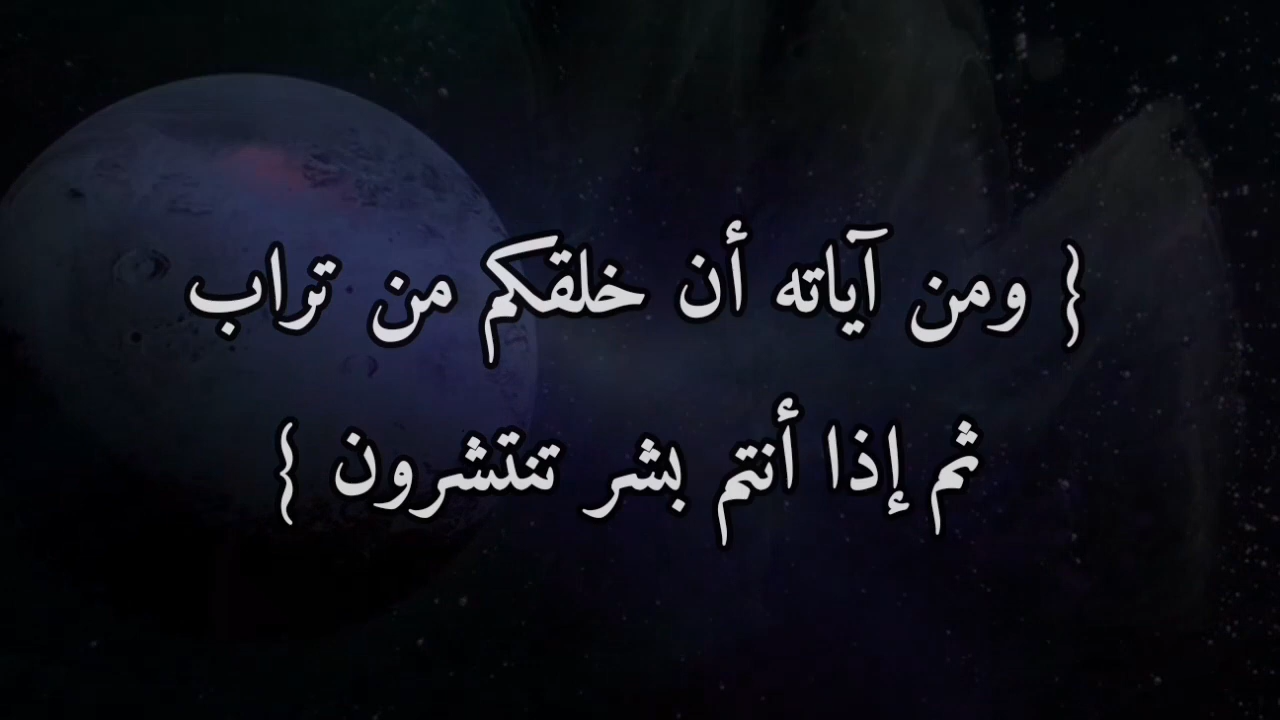 { ومن آياته أن خلقكم من تراب
ثم إذا أنتم بشر تنتشرون }